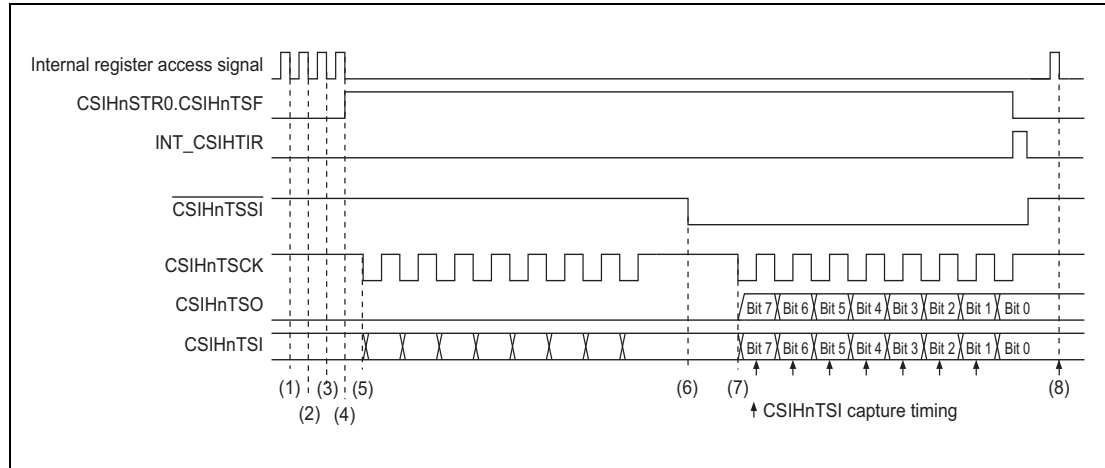 Internal register access signal
CSIHnSTR0.CSIHnTSF
INT_CSIHTIR
CSIHnTSSI
CSIHnTSCK
CSIHnTSO
Bit 7 Bit 6 Bit 5 Bit 4 Bit 3 Bit 2 Bit 1 Bit 0
CSIHnTSI
Bit 7 Bit 6 Bit 5 Bit 4 Bit 3 Bit 2 Bit 1 Bit 0
(1) (3) (5) (6) (7) (8)
(2) (4)
CSIHnTSI capture timing